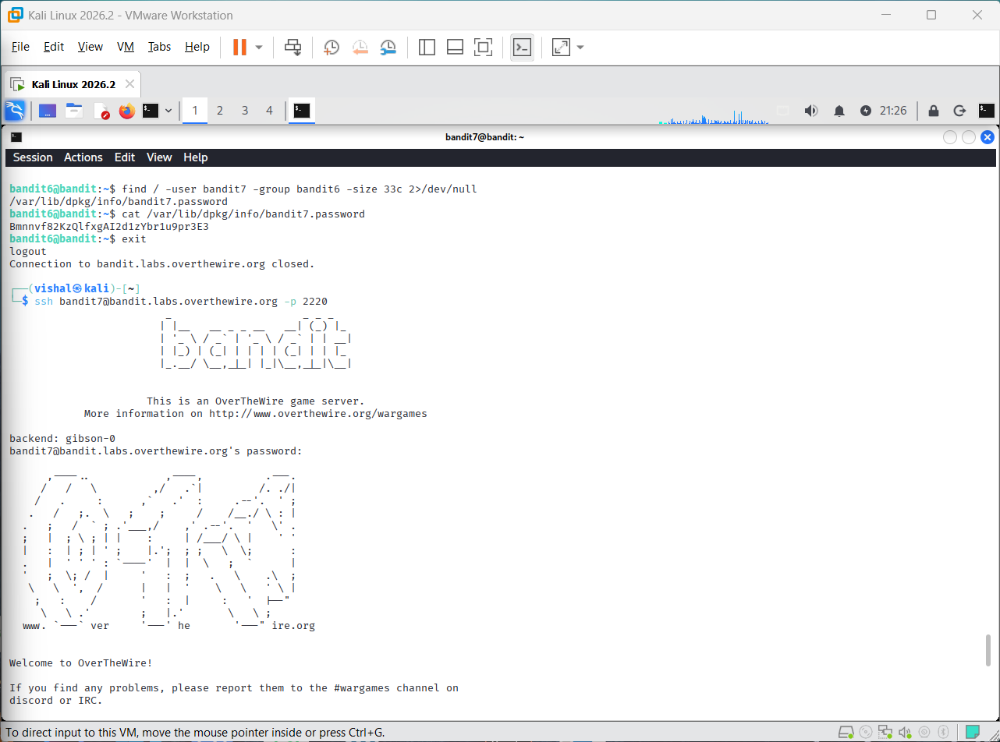 Kali Linux 2026.2 - VMware Workstation
File Edit View VM Tabs Help
Kali Linux 2026.2
1 2 3 4 21:26
bandit7@bandit: ~
Session Actions Edit View Help
bandit6@bandit:~$ find / -user bandit7 -group bandit6 -size 33c 2>/dev/null
/var/lib/dpkg/info/bandit7.password
bandit6@bandit:~$ cat /var/lib/dpkg/info/bandit7.password
Bmnnvf82KzQlfxgAI2d1zYbr1u9pr3E3
bandit6@bandit:~$ exit
logout
Connection to bandit.labs.overthewire.org closed.
(vishal㉿kali)-[~]
$ ssh bandit7@bandit.labs.overthewire.org -p 2220
bandit
This is an OverTheWire game server.
More information on http://www.overthewire.org/wargames
backend: gibson-0
bandit7@bandit.labs.overthewire.org's password:
www. ver he ire.org
Welcome to OverTheWire!
If you find any problems, please report them to the #wargames channel on
discord or IRC.
To direct input to this VM, move the mouse pointer inside or press Ctrl+G.